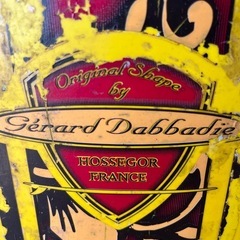 Original Shape
by
Gérard Dabbadie
HOSSEGOR
FRANCE